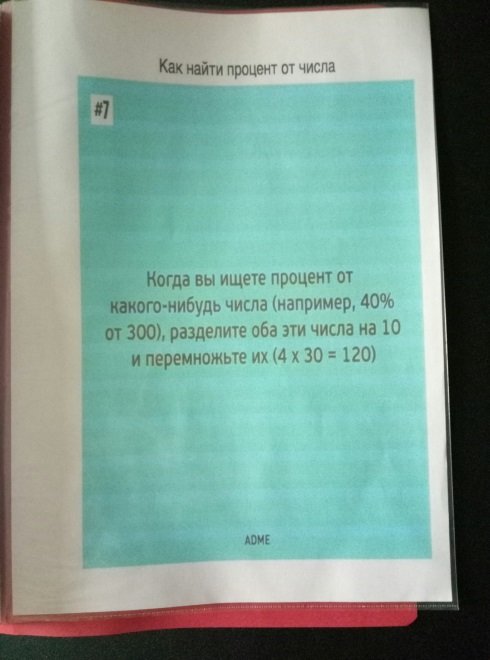 Как найти процент от числа
#7
Когда вы ищете процент от
какого-нибудь числа (например, 40%
от 300), разделите оба эти числа на 10
и перемножьте их (4 x 30 = 120)
ADME